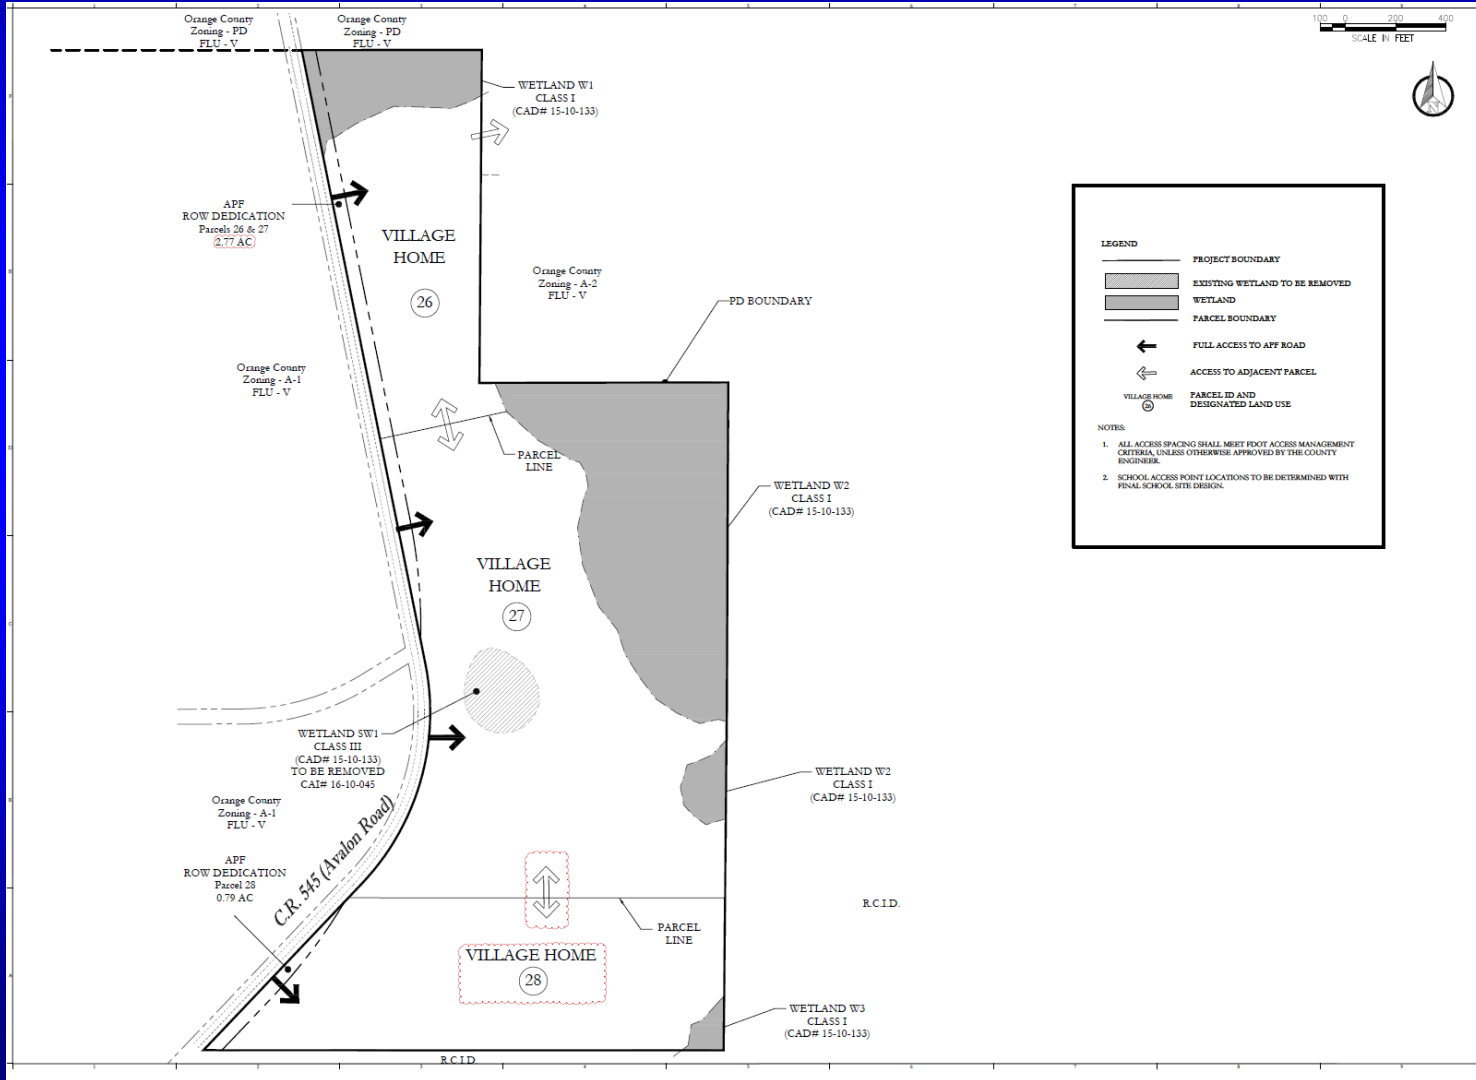 Orange County
Zoning - PD
FLU - V
Orange County
Zoning - PD
FLU - V
100 0 200 400
SCALE IN FEET
N
WETLAND W1
CLASS I
(CAD# 15-10-133)
APF
ROW DEDICATION
Parcels 26 & 27
2.77 AC
VILLAGE
HOME
26
Orange County
Zoning - A-2
FLU - V
PD BOUNDARY
Orange County
Zoning - A-1
FLU - V
LEGEND
PROJECT BOUNDARY
EXISTING WETLAND TO BE REMOVED
WETLAND
PARCEL BOUNDARY
FULL ACCESS TO APF ROAD
ACCESS TO ADJACENT PARCEL
VILLAGE HOME
26
PARCEL ID AND
DESIGNATED LAND USE
NOTES:
1. ALL ACCESS SPACING SHALL MEET FDOT ACCESS MANAGEMENT
CRITERIA, UNLESS OTHERWISE APPROVED BY THE COUNTY
ENGINEER.
2. SCHOOL ACCESS POINT LOCATIONS TO BE DETERMINED WITH
FINAL SCHOOL SITE DESIGN.
PARCEL
LINE
WETLAND W2
CLASS I
(CAD# 15-10-133)
VILLAGE
HOME
27
WETLAND SW1
CLASS III
(CAD# 15-10-133)
TO BE REMOVED
CAI# 16-10-045
WETLAND W2
CLASS I
(CAD# 15-10-133)
Orange County
Zoning - A-1
FLU - V
C.R. 545 (Avalon Road)
APF
ROW DEDICATION
Parcel 28
0.79 AC
R.C.I.D.
PARCEL
LINE
VILLAGE HOME
28
WETLAND W3
CLASS I
(CAD# 15-10-133)
R.C.I.D.